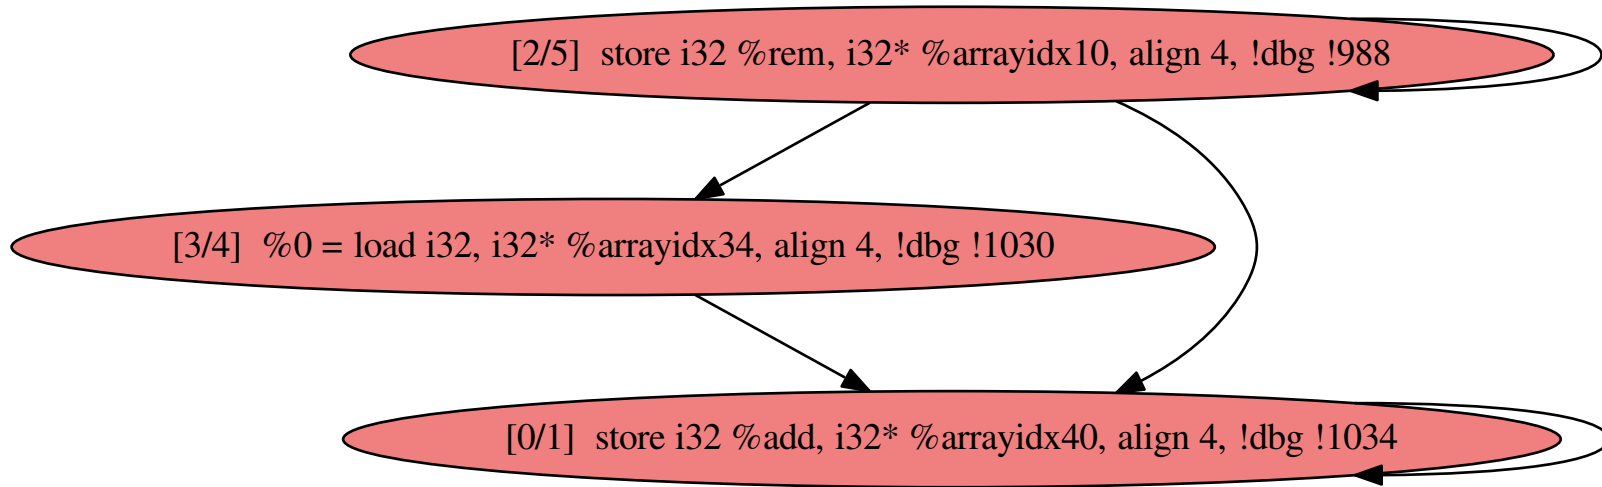 [2/5]  store i32 %rem, i32* %arrayidx10, align 4, !dbg !988
[3/4]  %0 = load i32, i32* %arrayidx34, align 4, !dbg !1030
[0/1]  store i32 %add, i32* %arrayidx40, align 4, !dbg !1034